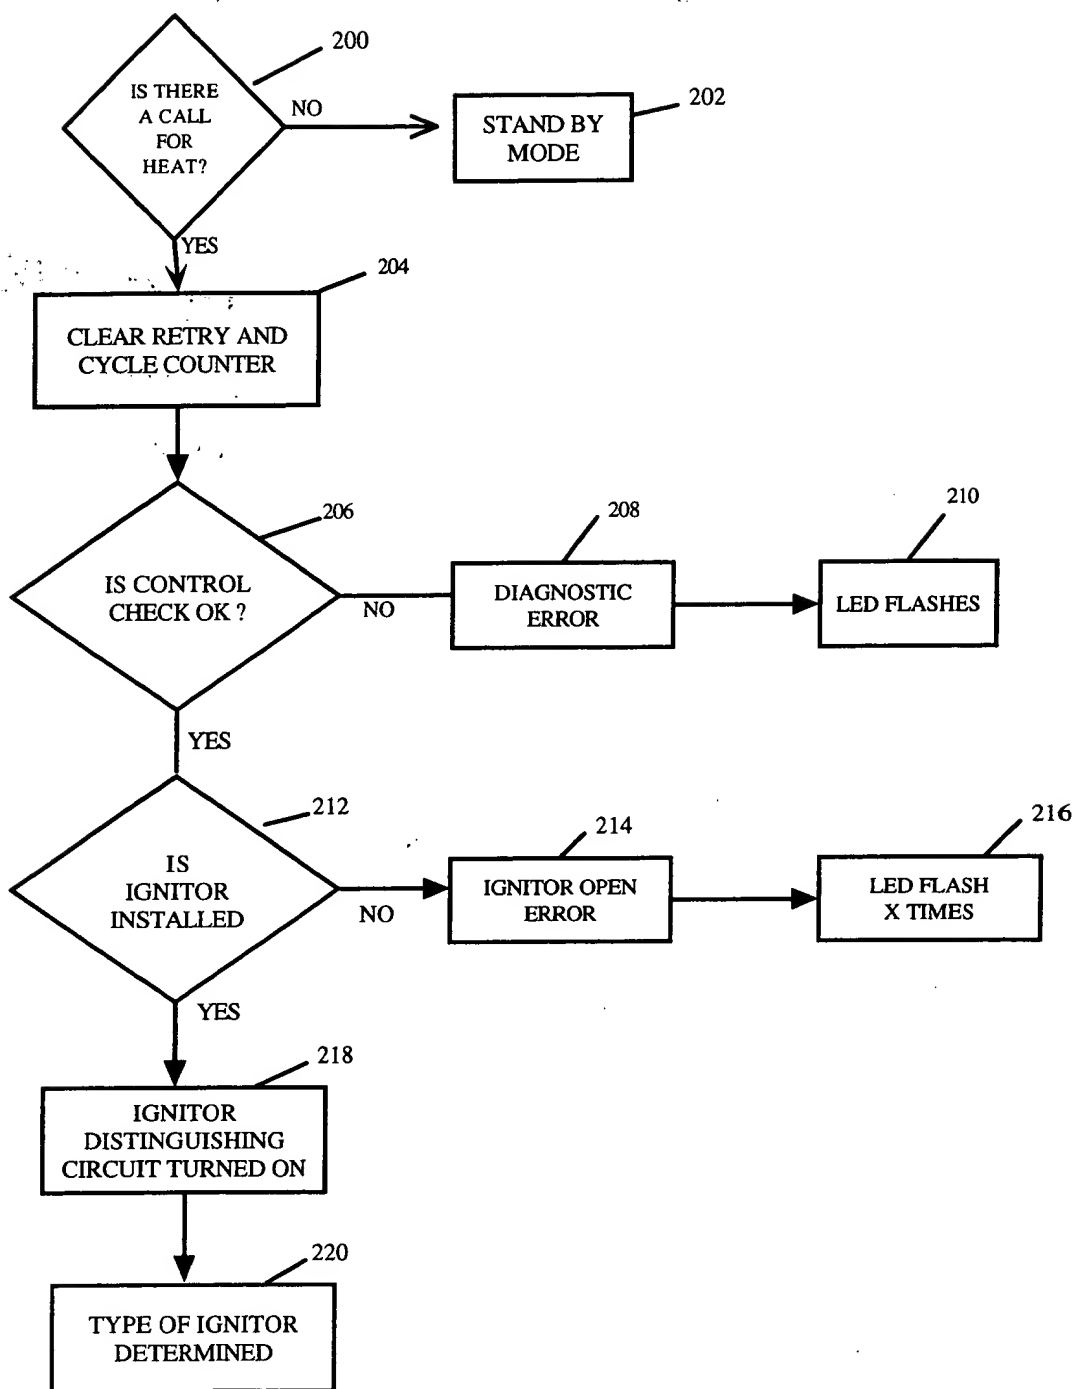 200
IS THERE
A CALL
FOR
HEAT?
NO
202
STAND BY
MODE
YES
204
CLEAR RETRY AND
CYCLE COUNTER
206
IS CONTROL
CHECK OK ?
NO
208
DIAGNOSTIC
ERROR
210
LED FLASHES
YES
212
IS
IGNITOR
INSTALLED
NO
214
IGNITOR OPEN
ERROR
216
LED FLASH
X TIMES
YES
218
IGNITOR
DISTINGUISHING
CIRCUIT TURNED ON
220
TYPE OF IGNITOR
DETERMINED